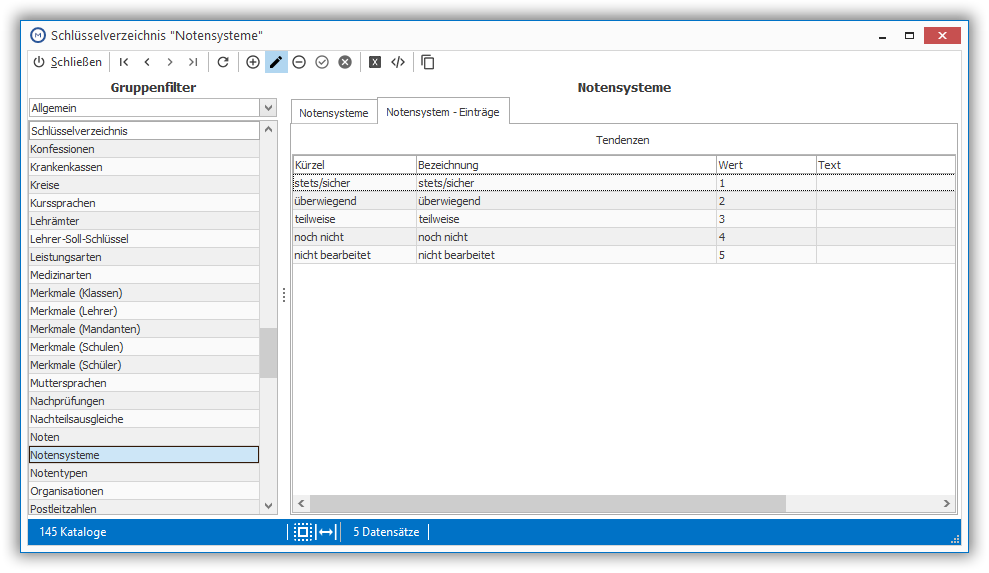 Schlüsselverzeichnis "Notensysteme"
Schließen
Gruppenfilter
Allgemein
Schlüsselverzeichnis
Konfessionen
Krankenkassen
Kreise
Kurssprachen
Lehrämter
Lehrer-Soll-Schlüssel
Leistungsarten
Medizinarten
Merkmale (Klassen)
Merkmale (Lehrer)
Merkmale (Mandanten)
Merkmale (Schulen)
Merkmale (Schüler)
Muttersprachen
Nachprüfungen
Nachteilsausgleiche
Noten
Notensysteme
Notentypen
Organisationen
Postleitzahlen
Notensysteme
Notensysteme Notensystem - Einträge
Tendenzen
Kürzel Bezeichnung Wert Text
stets/sicher stets/sicher 1
überwiegend überwiegend 2
teilweise teilweise 3
noch nicht noch nicht 4
nicht bearbeitet nicht bearbeitet 5
145 Kataloge 5 Datensätze